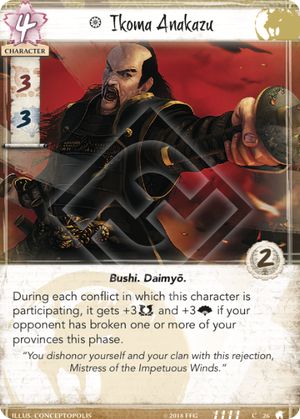 4
Ikoma Anakazu
CHARACTER
3
3
2
Bushi. Daimyō.
During each conflict in which this character is
participating, it gets +3 and +3 if your
opponent has broken one or more of your
provinces this phase.
“You dishonor yourself and your clan with this rejection,
Mistress of the Impetuous Winds.”
ILLUS: CONCEPTOPOLIS
© 2018 FFG
1111
C 26